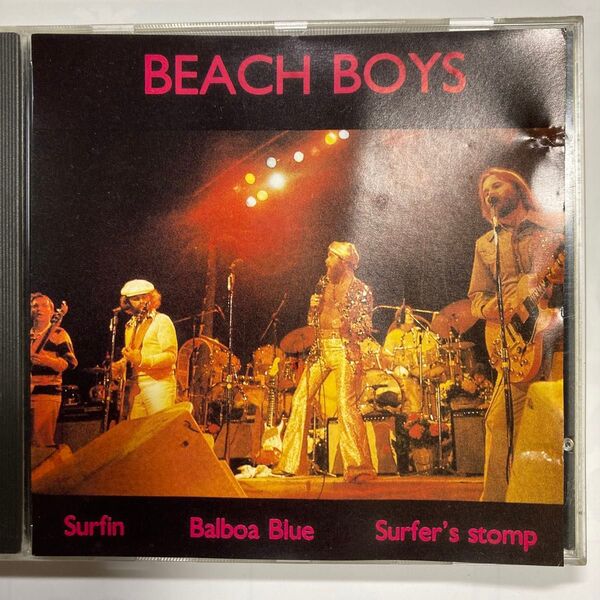 BEACH BOYS
Surfin Balboa Blue Surfer's stomp